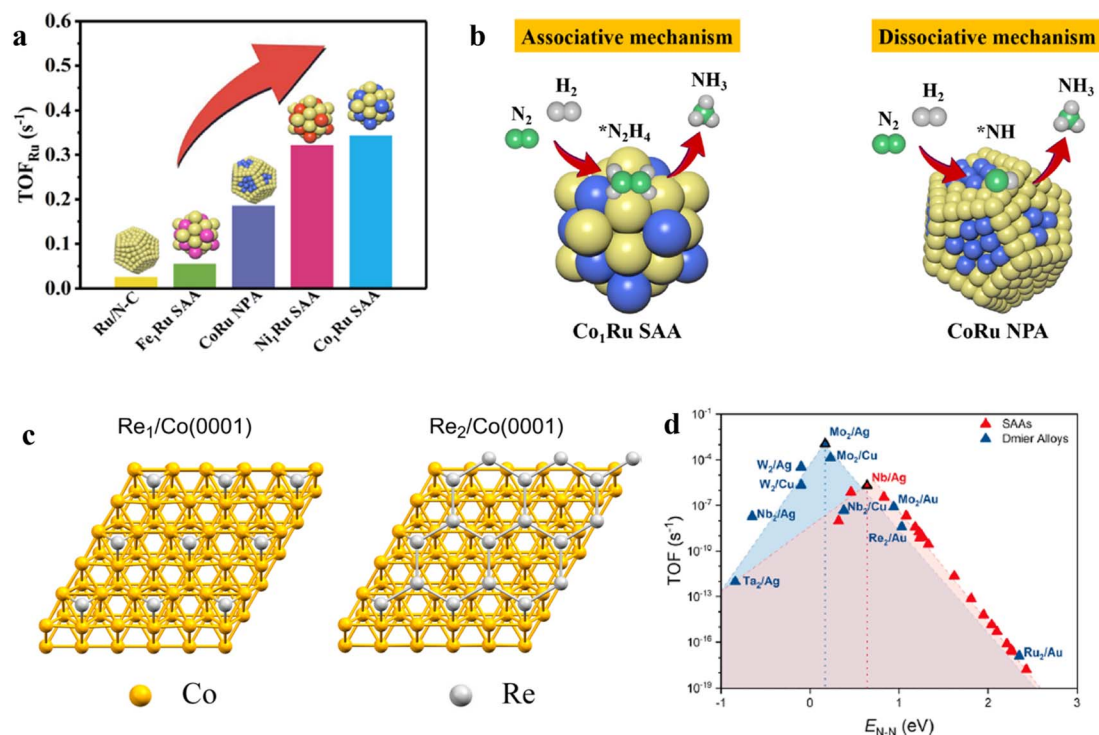 a
TOF_Ru (s⁻¹)
0.6
0.5
0.4
0.3
0.2
0.1
0.0
Ru/N-C
Fe₁Ru SAA
CoRu NPA
Ni₁Ru SAA
Co₁Ru SAA
b
Associative mechanism
N₂
H₂
*N₂H₄
NH₃
Co₁Ru SAA
Dissociative mechanism
N₂
H₂
*NH
NH₃
CoRu NPA
c
Re₁/Co(0001)
Re₂/Co(0001)
Co
Re
d
TOF (s⁻¹)
10⁻¹
10⁻⁴
10⁻⁷
10⁻¹⁰
10⁻¹³
10⁻¹⁶
10⁻¹⁹
SAAs
Dmier Alloys
Mo₂/Ag
Mo₂/Cu
W₂/Ag
W₂/Cu
Nb/Ag
Nb₂/Ag
Nb₂/Cu
Mo₂/Au
Re₂/Au
Ta₂/Ag
Ru₂/Au
-1 0 1 2 3
E_N-N (eV)